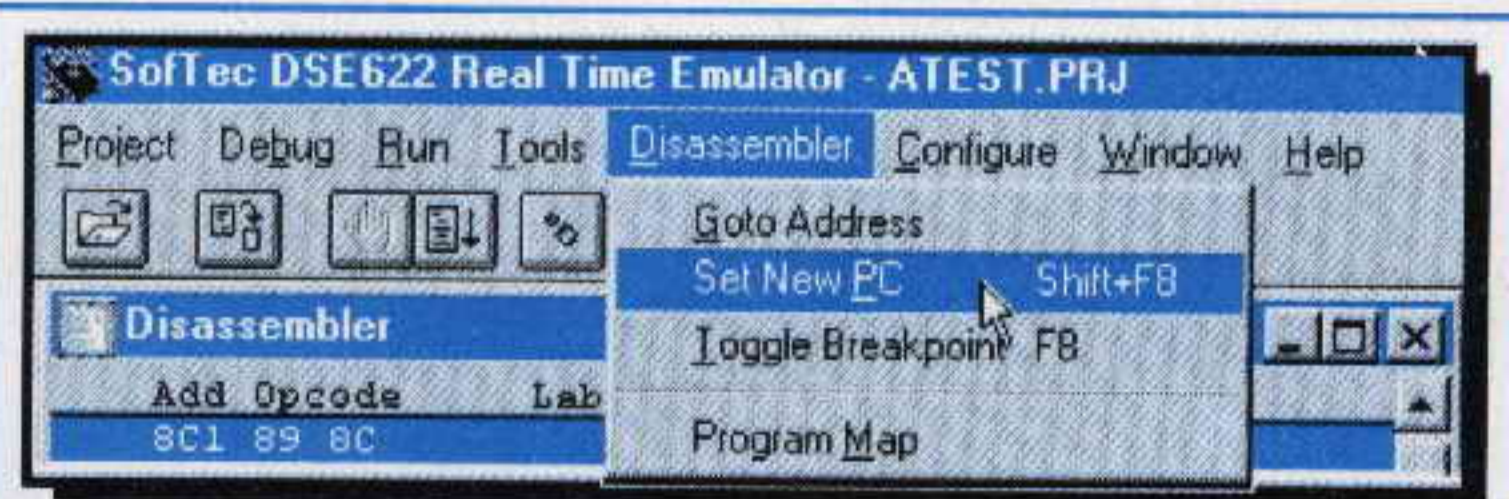 SofTec DSE622 Real Time Emulator - ATEST.PRJ
Project Debug Run Tools Disassembler Configure Window Help
Goto Address
Set New PC Shift+F8
Toggle Breakpoint F8
Program Map
Disassembler
Add Opcode Lab
8C1 89 8C